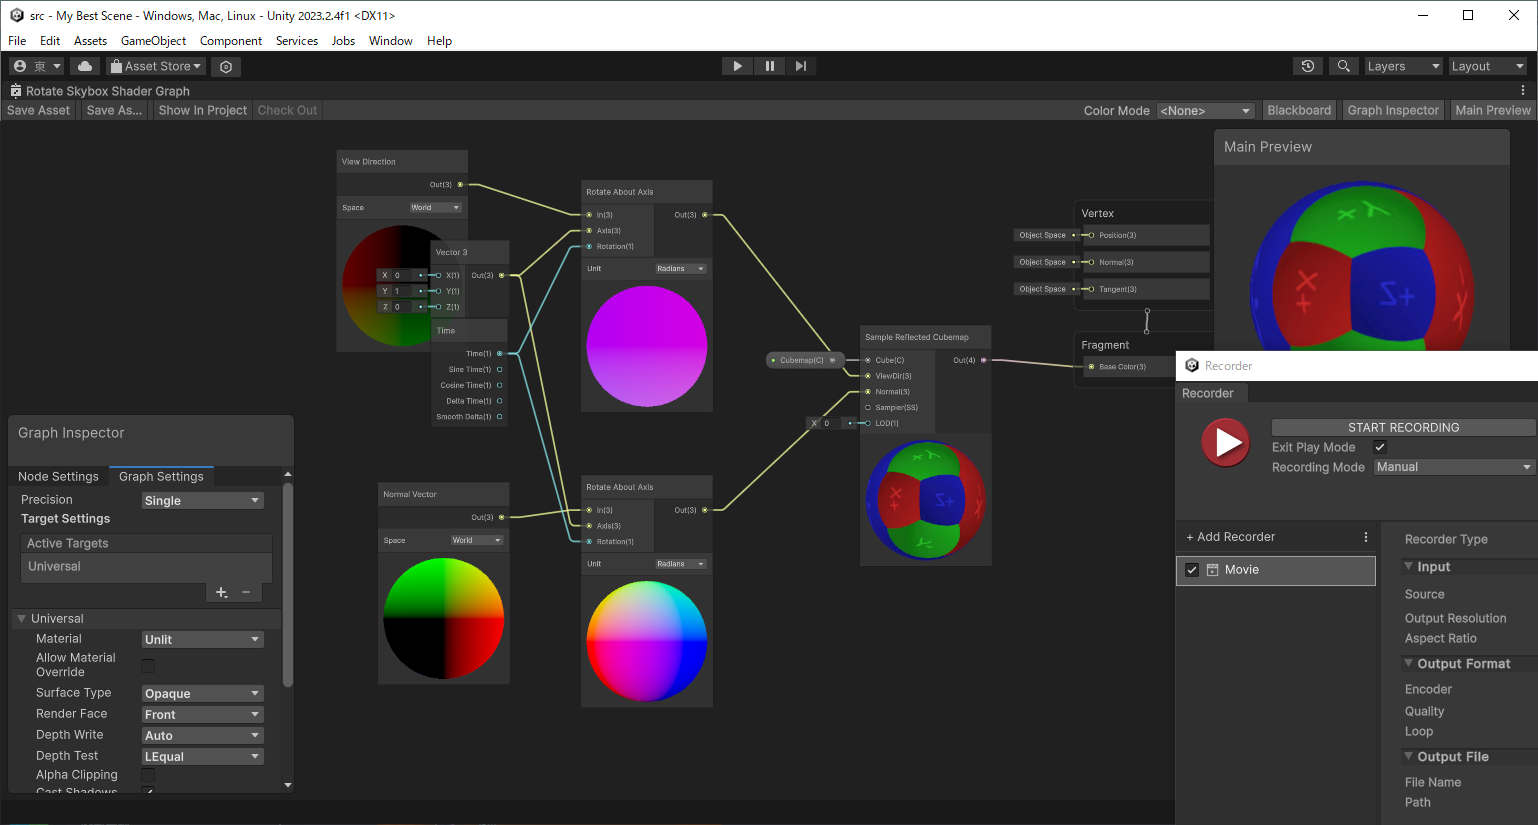 src - My Best Scene - Windows, Mac, Linux - Unity 2023.2.4f1 <DX11>
File Edit Assets GameObject Component Services Jobs Window Help
東 Asset Store Layers Layout
Rotate Skybox Shader Graph
Save Asset Save As... Show In Project Check Out Color Mode <None> Blackboard Graph Inspector Main Preview
View Direction
Out(3)
Space World
Vector 3
X 0 X(1) Out(3)
Y 1 Y(1)
Z 0 Z(1)
Time
Time(1)
Sine Time(1)
Cosine Time(1)
Delta Time(1)
Smooth Delta(1)
Rotate About Axis
In(3) Out(3)
Axis(3)
Rotation(1)
Unit Radians
Normal Vector
Out(3)
Space World
Rotate About Axis
In(3) Out(3)
Axis(3)
Rotation(1)
Unit Radians
Cubemap(C)
X 0
Sample Reflected Cubemap
Cube(C) Out(4)
ViewDir(3)
Normal(3)
Sampler(SS)
LOD(1)
X+
Z+
Vertex
Object Space Position(3)
Object Space Normal(3)
Object Space Tangent(3)
Fragment
Base Color(3)
Main Preview
X+
Z+
Graph Inspector
Node Settings Graph Settings
Precision Single
Target Settings
Active Targets
Universal
+ −
Universal
Material Unlit
Allow Material
Override
Surface Type Opaque
Render Face Front
Depth Write Auto
Depth Test LEqual
Alpha Clipping
Cast Shadows
Recorder
Recorder
START RECORDING
Exit Play Mode
Recording Mode Manual
+ Add Recorder
Movie
Recorder Type
Input
Source
Output Resolution
Aspect Ratio
Output Format
Encoder
Quality
Loop
Output File
File Name
Path